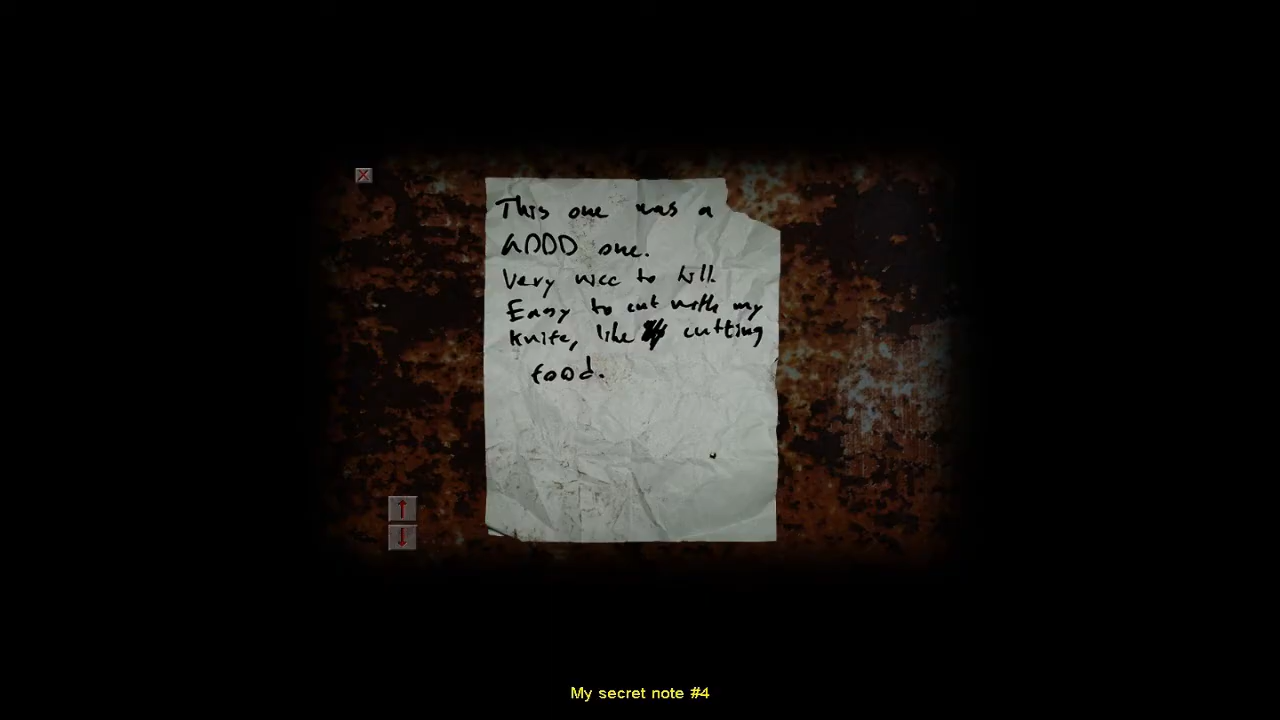 This one was a
GOOD one.
Very nice to kill.
Easy to cut with my
knife, like cutting
food.
My secret note #4